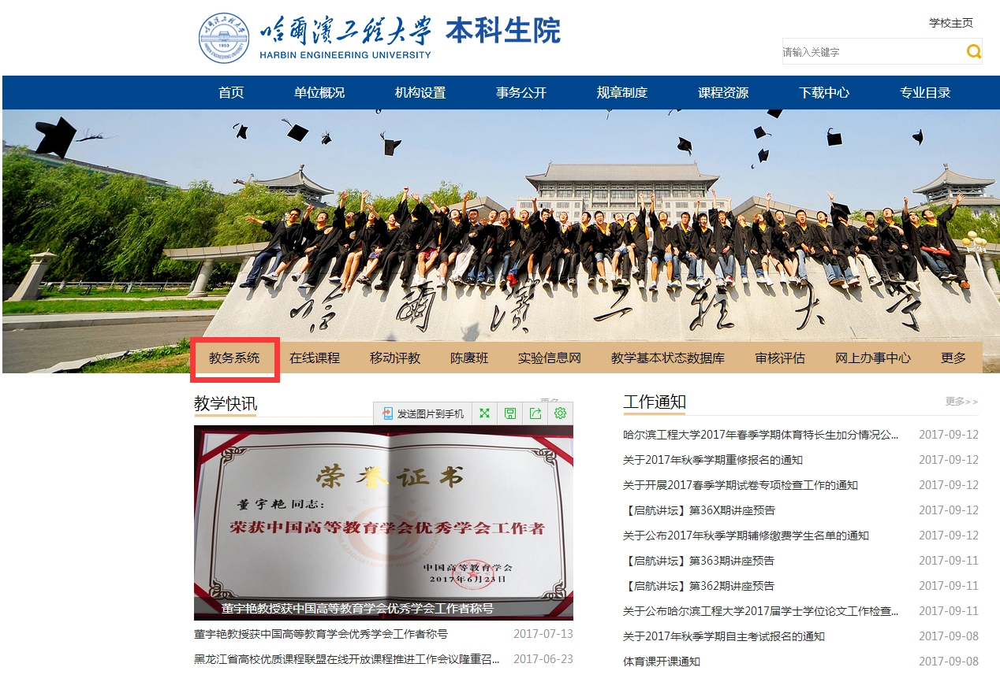 哈尔滨工程大学 本科生院
HARBIN ENGINEERING UNIVERSITY
1953
学校主页
请输入关键字
首页 单位概况 机构设置 事务公开 规章制度 课程资源 下载中心 专业目录
哈爾濱工程大学
教务系统 在线课程 移动评教 陈赓班 实验信息网 教学基本状态数据库 审核评估 网上办事中心 更多
教学快讯
发送图片到手机
荣誉证书
董宇艳同志：
荣获中国高等教育学会优秀学会工作者
中国高等教育学会
2017年6月23日
董宇艳教授获中国高等教育学会优秀学会工作者称号
董宇艳教授获中国高等教育学会优秀学会工作者称号 2017-07-13
黑龙江省高校优质课程联盟在线开放课程推进工作会议隆重召... 2017-06-23
工作通知 更多>>
哈尔滨工程大学2017年春季学期体育特长生加分情况公... 2017-09-12
关于2017年秋季学期重修报名的通知 2017-09-12
关于开展2017春季学期试卷专项检查工作的通知 2017-09-12
【启航讲坛】第36X期讲座预告 2017-09-12
关于公布2017年秋季学期辅修缴费学生名单的通知 2017-09-12
【启航讲坛】第363期讲座预告 2017-09-11
【启航讲坛】第362期讲座预告 2017-09-11
关于公布哈尔滨工程大学2017届学士学位论文工作检查... 2017-09-11
关于2017年秋季学期自主考试报名的通知 2017-09-08
体育课开课通知 2017-09-08